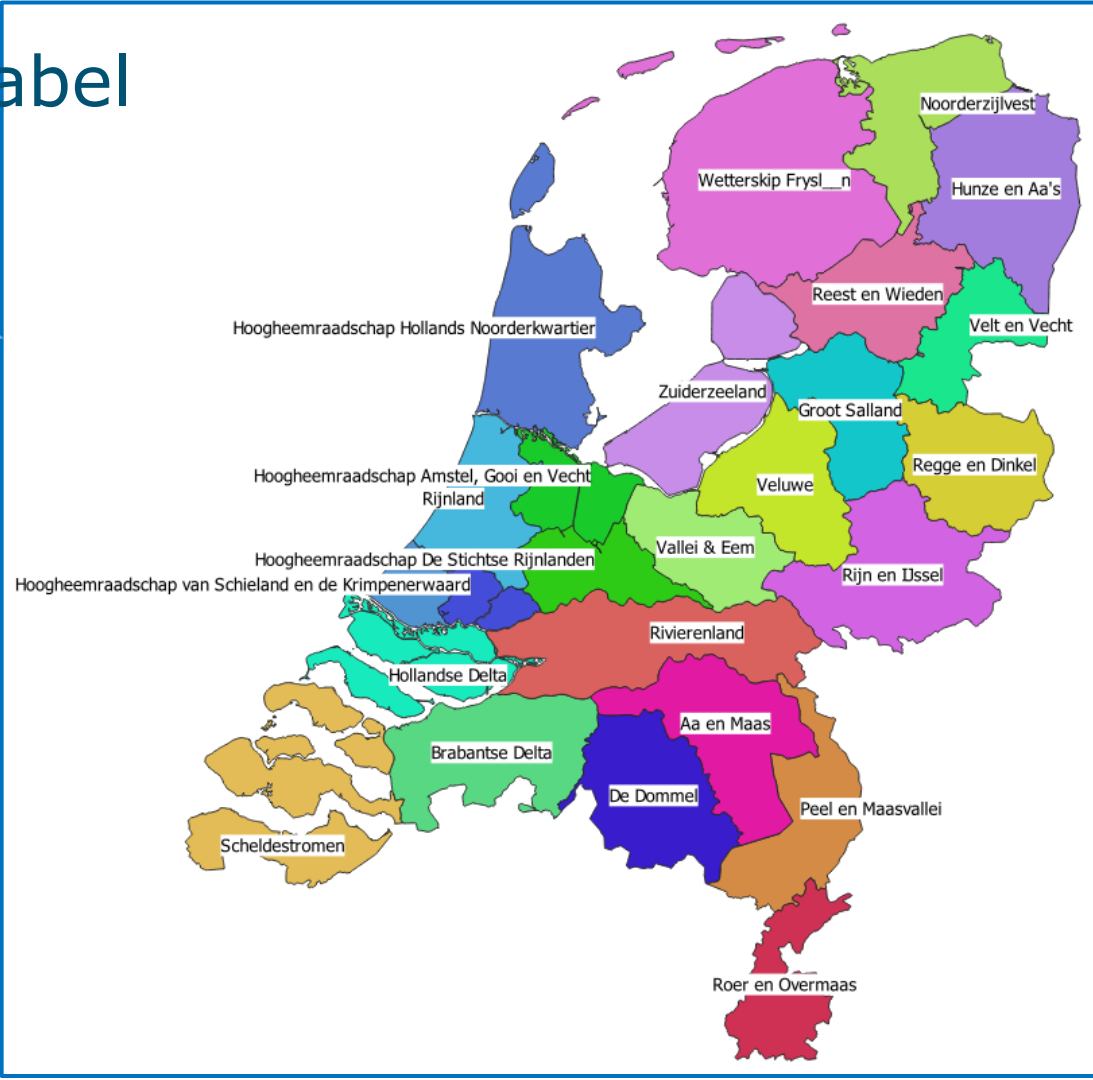 abel
Noorderzijlvest
Wetterskip Frysl__n
Hunze en Aa's
Reest en Wieden
Hoogheemraadschap Hollands Noorderkwartier
Velt en Vecht
Zuiderzeeland
Groot Salland
Regge en Dinkel
Hoogheemraadschap Amstel, Gooi en Vecht
Veluwe
Rijnland
Vallei & Eem
Hoogheemraadschap De Stichtse Rijnlanden
Rijn en IJssel
Hoogheemraadschap van Schieland en de Krimpenerwaard
Rivierenland
Hollandse Delta
Aa en Maas
Brabantse Delta
De Dommel
Peel en Maasvallei
Scheldestromen
Roer en Overmaas